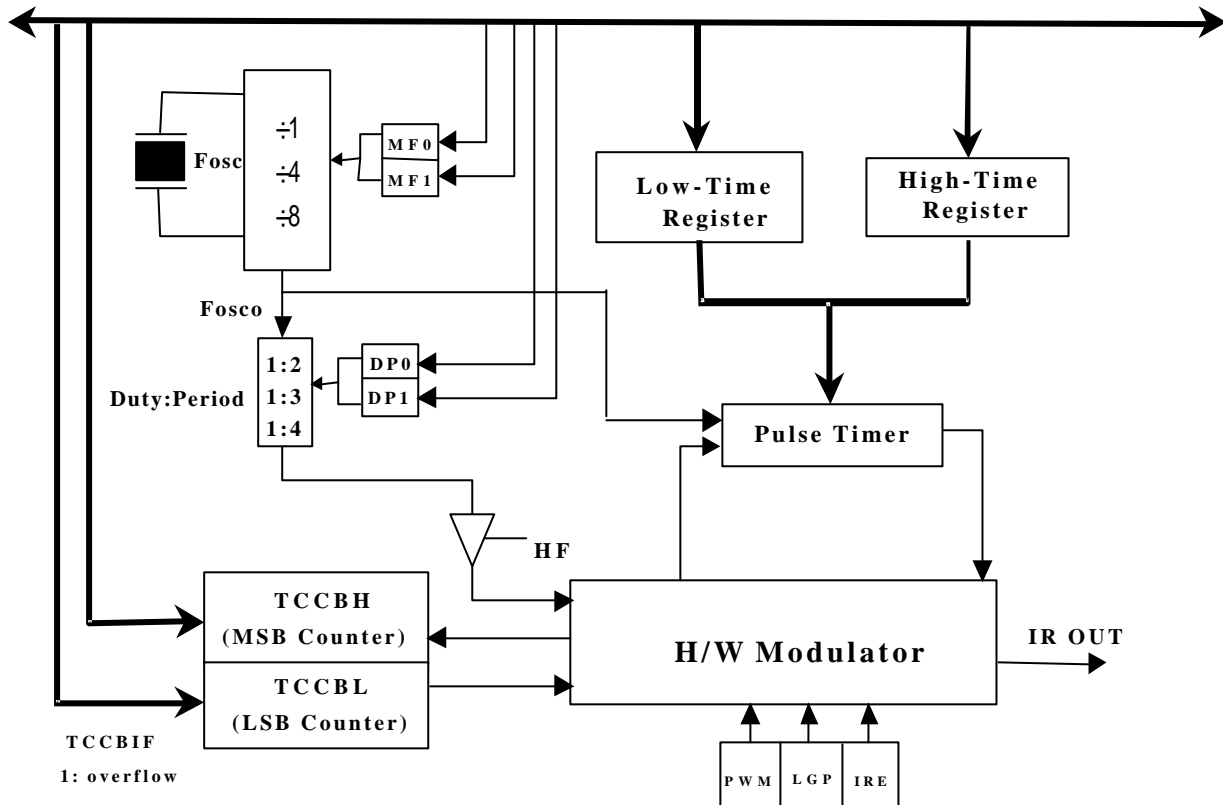 ÷1
÷4
÷8
Fosc
MF0
MF1
Low-Time
Register
High-Time
Register
Fosco
1:2
1:3
1:4
Duty:Period
DP0
DP1
Pulse Timer
HF
TCCBH
(MSB Counter)
TCCBL
(LSB Counter)
H/W Modulator
IR OUT
TCCBIF
1: overflow
PWM
LGP
IRE